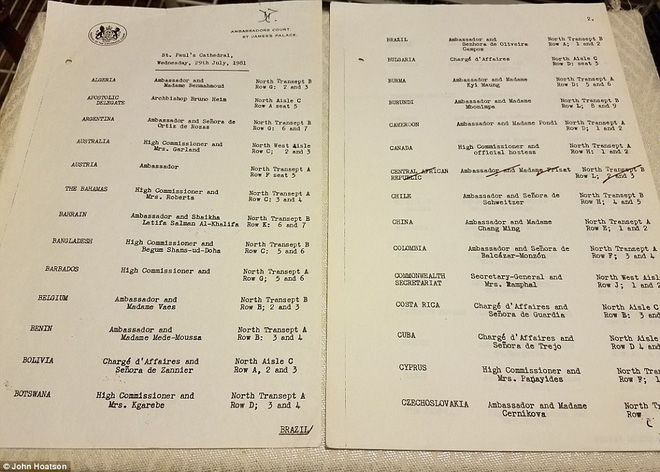 AMBASSADORS COURT,
ST. JAMES'S PALACE.
St. Paul's Cathedral,
Wednesday, 29th July, 1981
ALGERIA Ambassador and North Transept B
Madame Benmahmoud Row G; 2 and 3
APOSTOLIC Archbishop Bruno Heim North Aisle C
DELEGATE Row A seat 5
ARGENTINA Ambassador and Señora de North Transept B
Ortiz de Rozas Row G: 6 and 7
AUSTRALIA High Commissioner and North West Aisle
Mrs. Garland Row C; 2 and 3
AUSTRIA Ambassador North Transept A
Row F seat 5
THE BAHAMAS High Commissioner and North Transept A
Mrs. Roberts Row C: 3 and 4
BAHRAIN Ambassador and Shaikha North Transept B
Latifa Salman Al-Khalifa Row K: 6 and 7
BANGLADESH High Commissioner and North Transept B
Begum Shams-ud-Doha Row C: 5 and 6
BARBADOS High Commissioner and North Transept A
Row G; 5 and 6
BELGIUM Ambassador and North Transept B
Madame Vaes Row B; 2 and 3
BENIN Ambassador and North Transept A
Madame Mede-Moussa Row B: 3 and 4
BOLIVIA Chargé d'Affaires and North Aisle C
Señora de Zannier Row A, 2 and 3
BOTSWANA High Commissioner and North Transept A
Mrs. Kgarebe Row D; 3 and 4
BRAZIL/
2.
BRAZIL Ambassador and North Transept B
Senhora de Oliveira Row A; 1 and 2
Campos
BULGARIA Chargé d'Affaires North Aisle C
Row D: seat 3
BURMA Ambassador and Madame North Transept A
Kyi Maung Row D: 5 and 6
BURUNDI Ambassador and Madame North Transept B
Mbonimpa Row L; 8 and 9
CAMEROON Ambassador and Madame Pondi North Transept A
Row D; 1 and 2
CANADA High Commissioner and North Transept A
official hostess Row H: 1 and 2
CENTRAL AFRICAN Ambassador and Madame Frisat North Transept B
REPUBLIC Row L; 2 and 3
CHILE Ambassador and Señora de North Transept B
Schweitzer Row H; 4 and 5
CHINA Ambassador and Madame North Transept A
Chang Ming Row E; 1 and 2
COLOMBIA Ambassador and Señora de North Transept A
Balcázar-Monzón Row F; 3 and 4
COMMONWEALTH Secretary-General and North West Aisl
SECRETARIAT Mrs. Ramphal Row J; 1 and 2
COSTA RICA Chargé d'Affaires and North Aisle C
Señora de Guardia Row B: 3 and
CUBA Chargé d'Affaires and North Aisle
Señora de Trejo Row D 4 and
CYPRUS High Commissioner and North Trans
Mrs. Panayides Row F; 1
CZECHOSLOVAKIA Ambassador and Madame North T
Cernikova Row
© John Hoatson